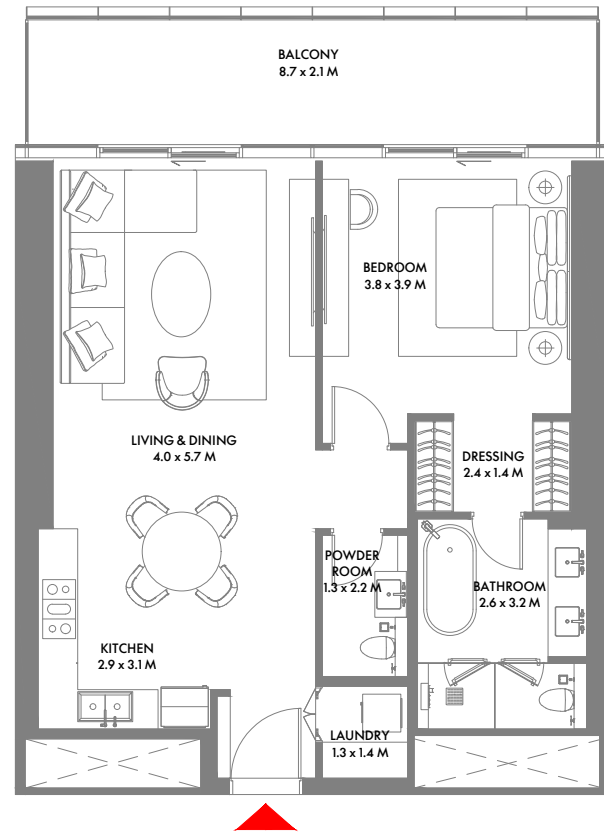 BALCONY
8.7 x 2.1 M
BEDROOM
3.8 x 3.9 M
LIVING & DINING
4.0 x 5.7 M
DRESSING
2.4 x 1.4 M
POWDER
ROOM
1.3 x 2.2 M
BATHROOM
2.6 x 3.2 M
KITCHEN
2.9 x 3.1 M
LAUNDRY
1.3 x 1.4 M